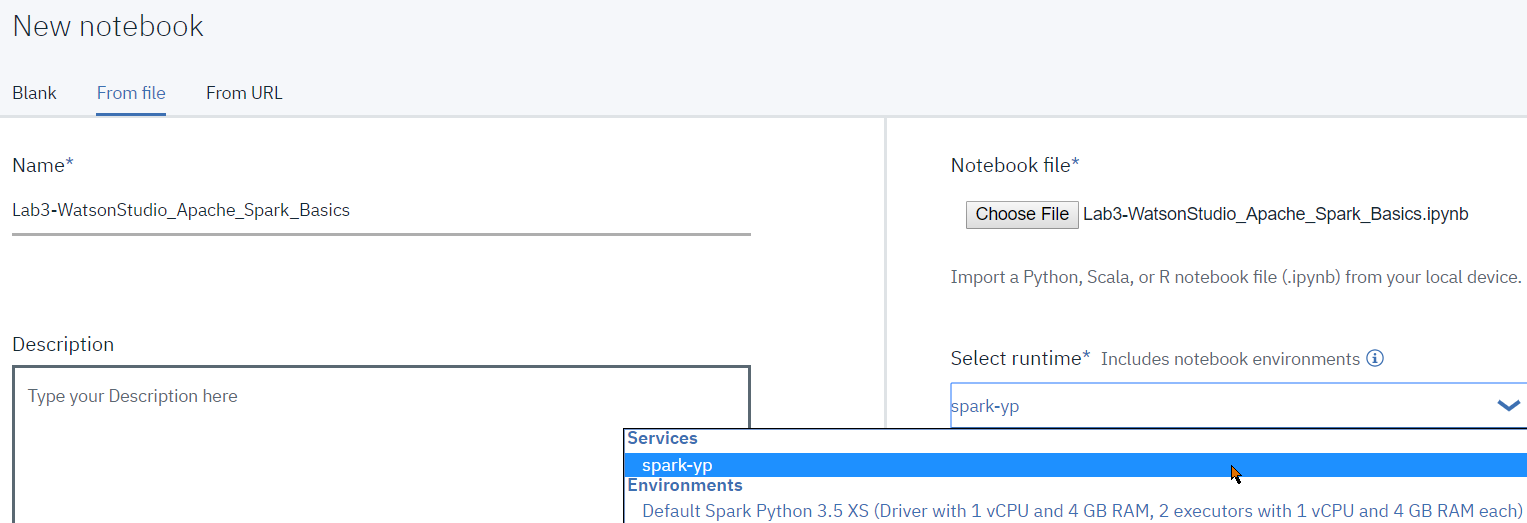 New notebook
Blank From file From URL
Name*
Lab3-WatsonStudio_Apache_Spark_Basics
Description
Type your Description here
Notebook file*
Choose File Lab3-WatsonStudio_Apache_Spark_Basics.ipynb
Import a Python, Scala, or R notebook file (.ipynb) from your local device.
Select runtime* Includes notebook environments
spark-yp
Services
spark-yp
Environments
Default Spark Python 3.5 XS (Driver with 1 vCPU and 4 GB RAM, 2 executors with 1 vCPU and 4 GB RAM each)